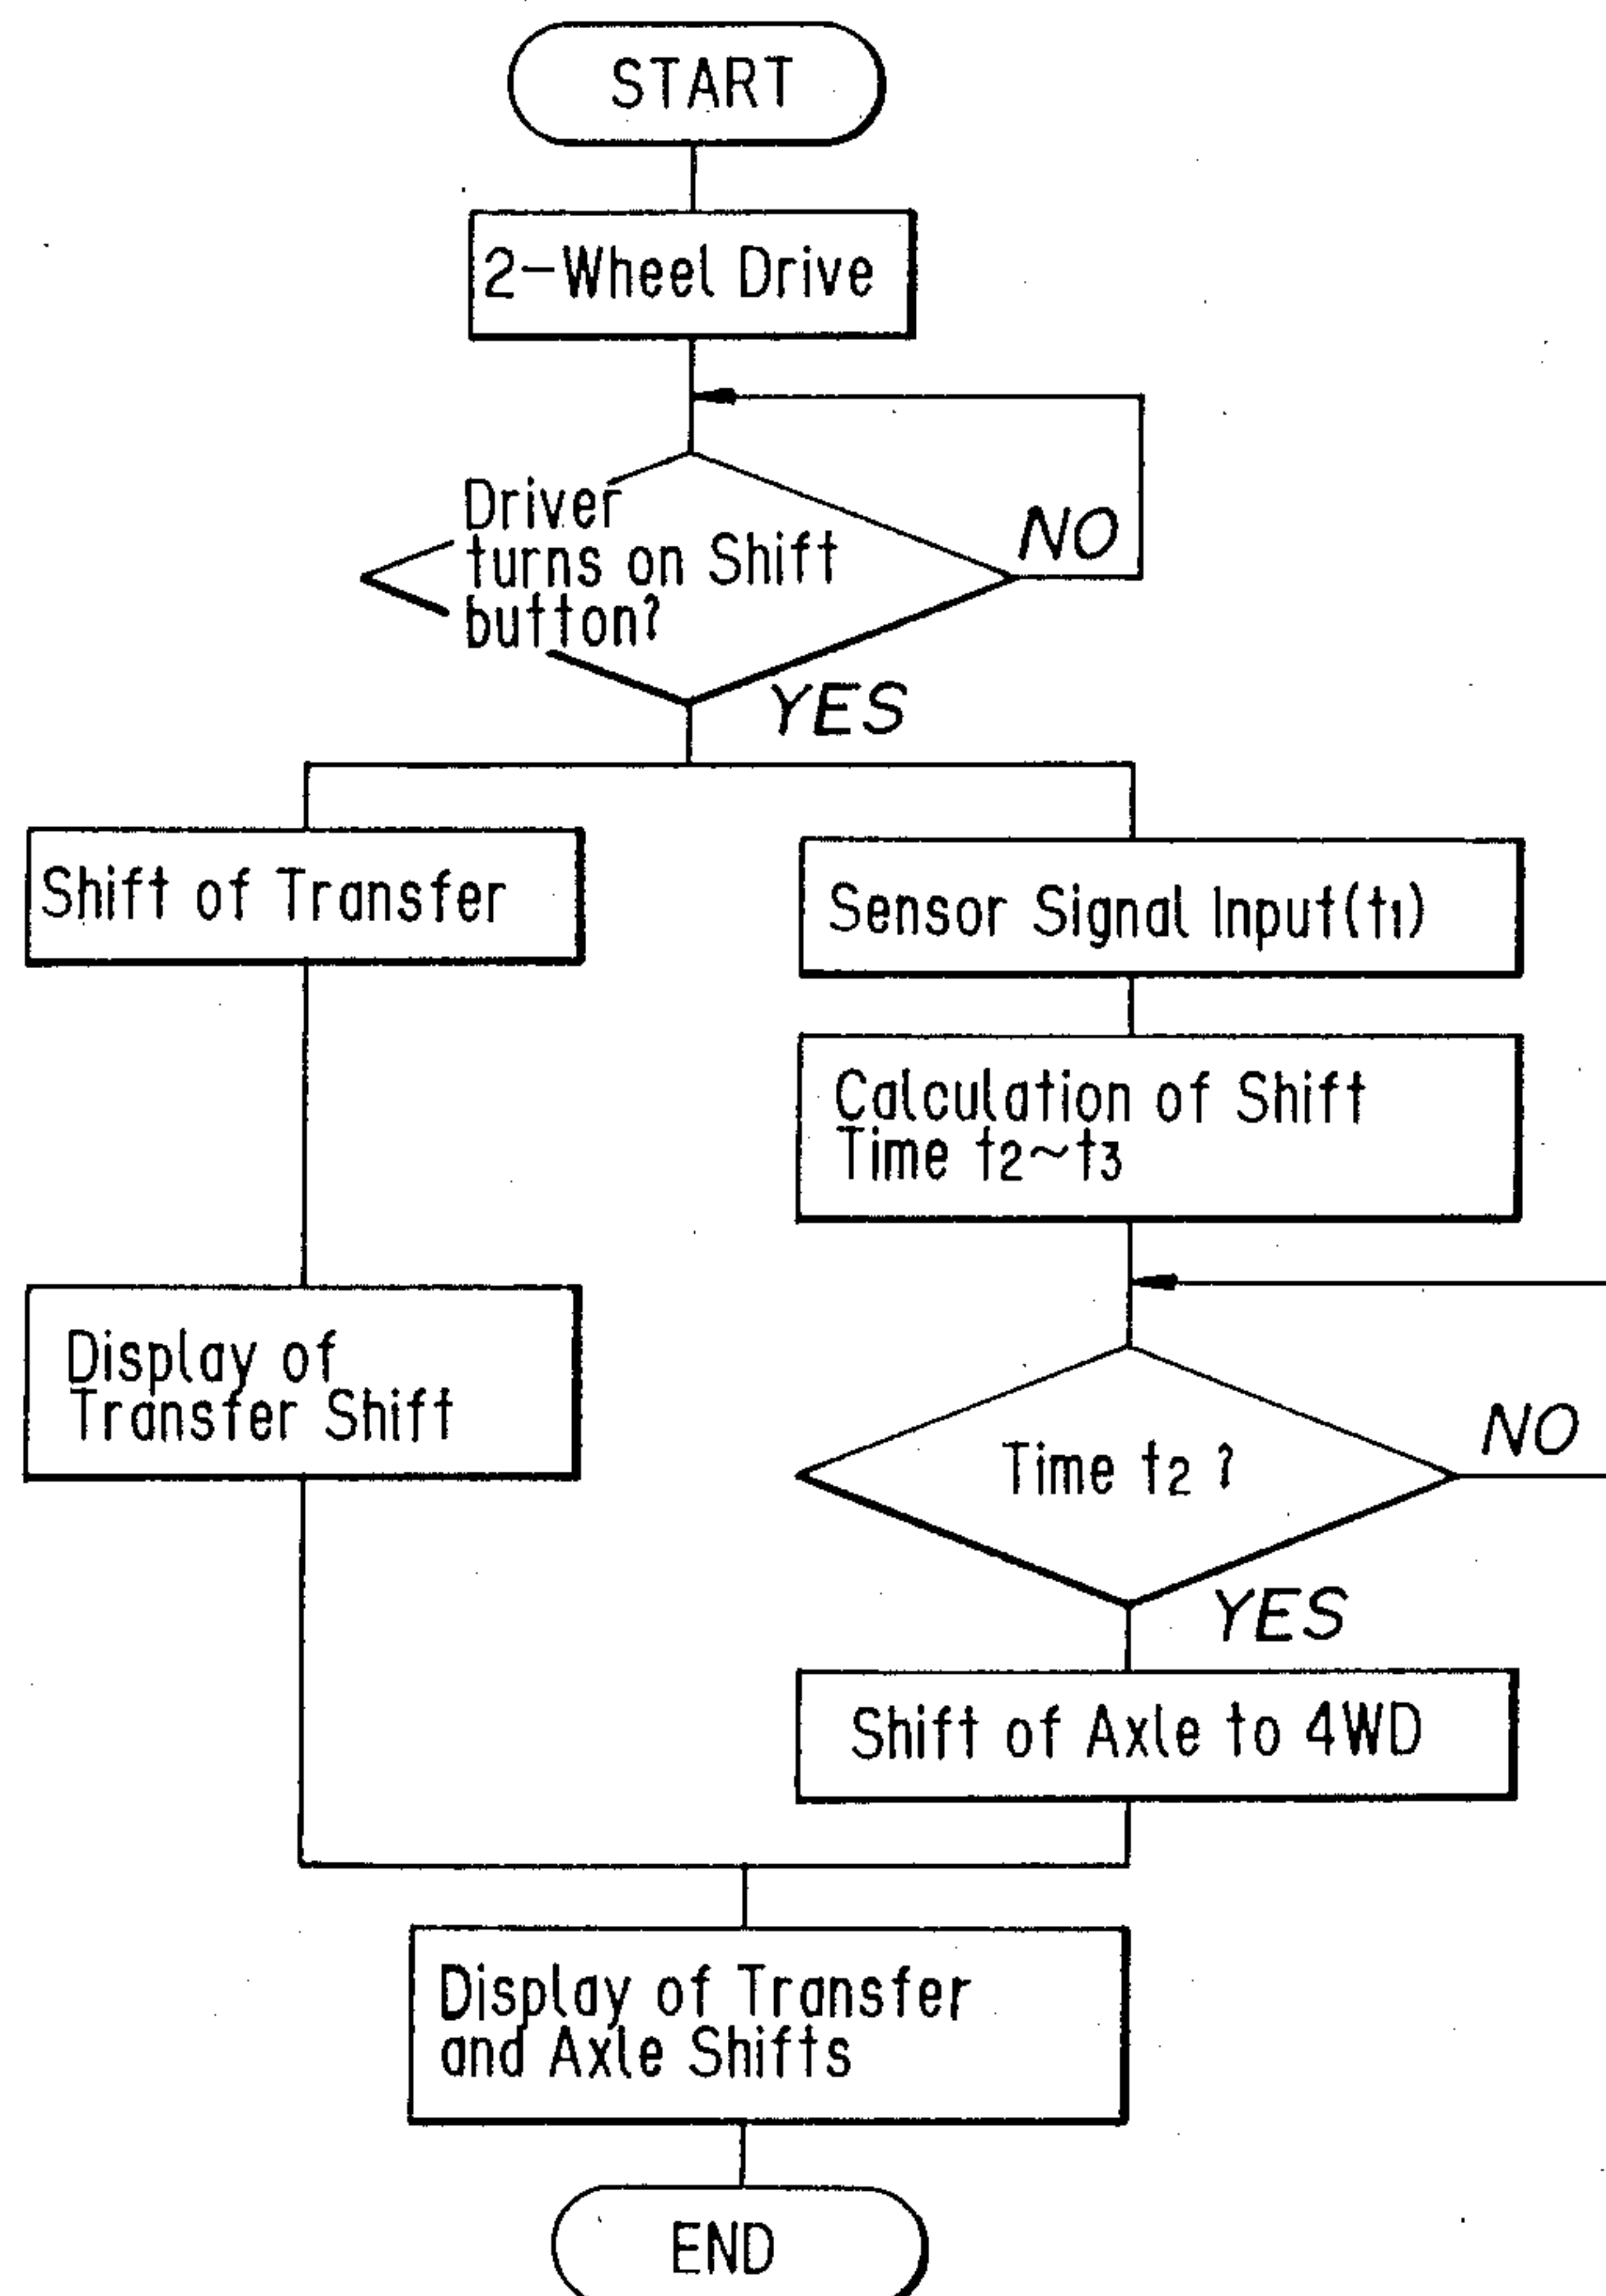 START
2-Wheel Drive
Driver
turns on Shift
button?
NO
YES
Shift of Transfer
Sensor Signal Input(t1)
Calculation of Shift
Time t2~t3
Display of
Transfer Shift
Time t2 ?
NO
YES
Shift of Axle to 4WD
Display of Transfer
and Axle Shifts
END